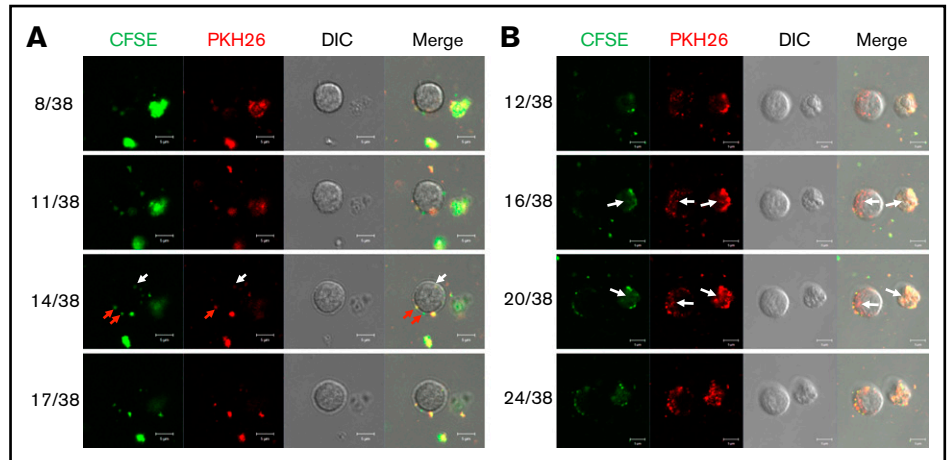 A
CFSE PKH26 DIC Merge
8/38
11/38
14/38
17/38
B
CFSE PKH26 DIC Merge
12/38
16/38
20/38
24/38